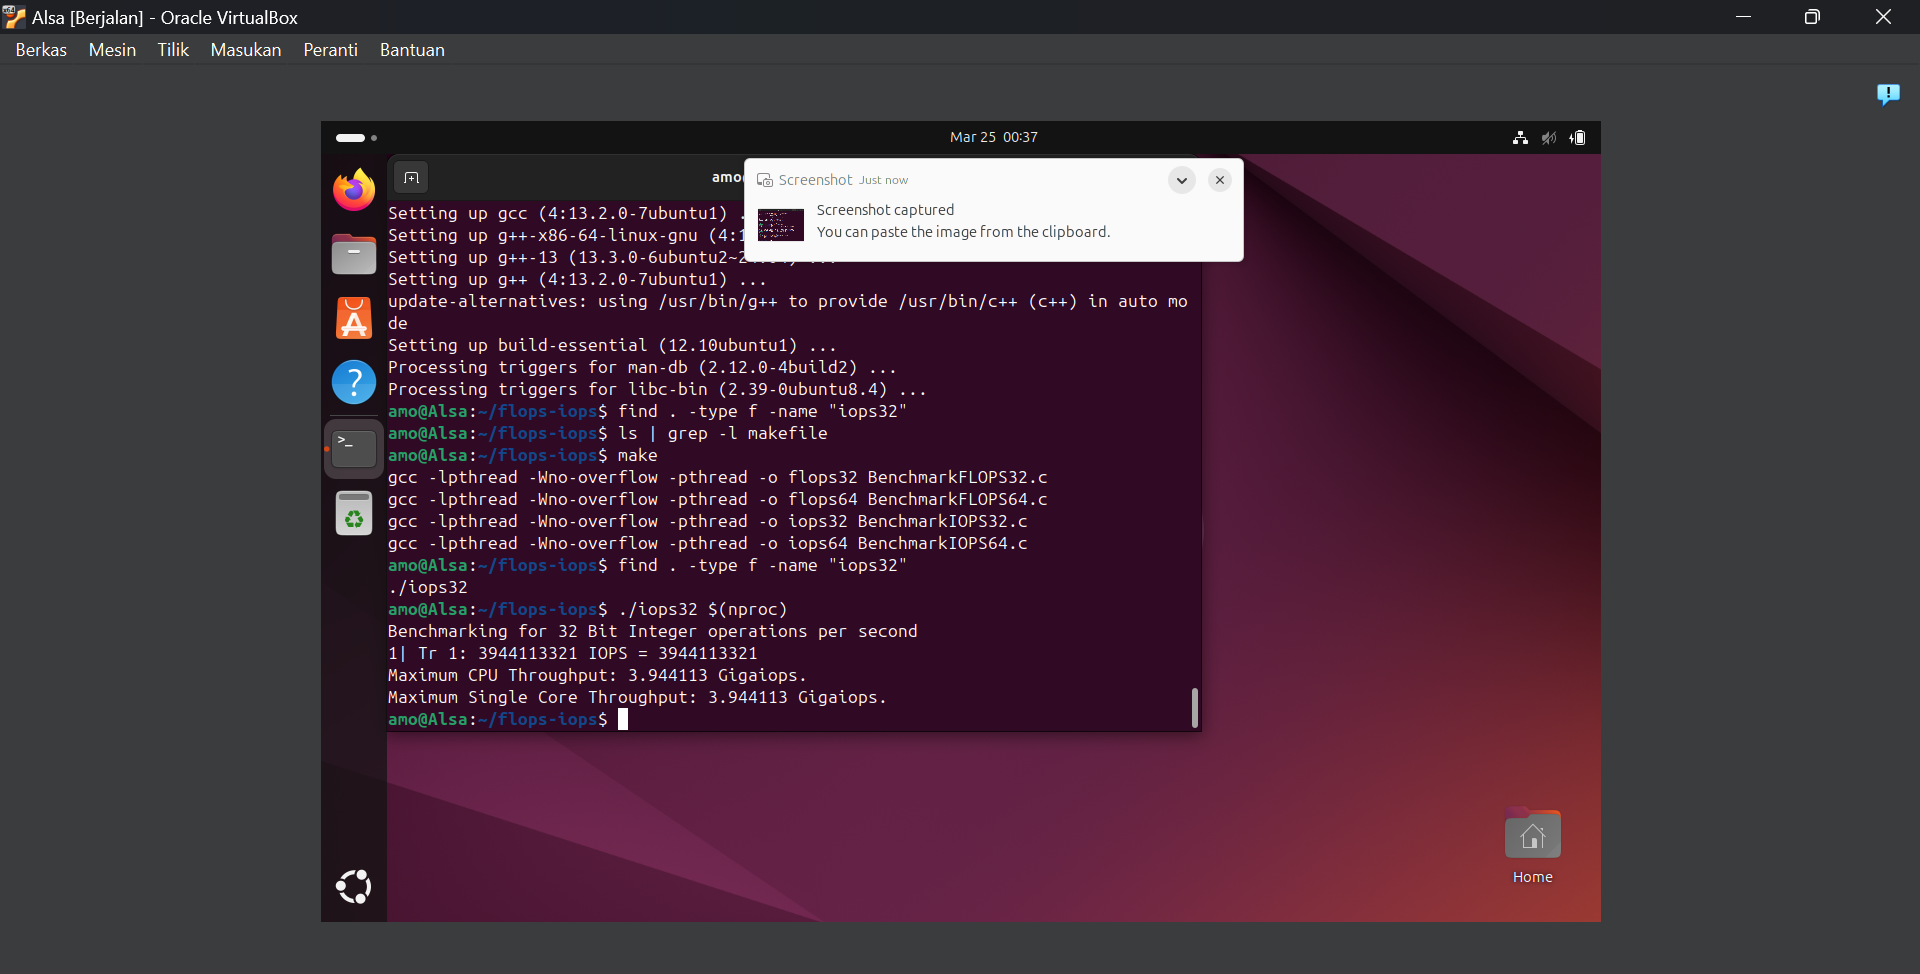 Alsa [Berjalan] - Oracle VirtualBox
Berkas Mesin Tilik Masukan Peranti Bantuan
Mar 25 00:37
amo
Screenshot Just now
Screenshot captured
You can paste the image from the clipboard.
Setting up gcc (4:13.2.0-7ubuntu1) .
Setting up g++-x86-64-linux-gnu (4:1
Setting up g++-13 (13.3.0-6ubuntu2~2
Setting up g++ (4:13.2.0-7ubuntu1) ...
update-alternatives: using /usr/bin/g++ to provide /usr/bin/c++ (c++) in auto mo
de
Setting up build-essential (12.10ubuntu1) ...
Processing triggers for man-db (2.12.0-4build2) ...
Processing triggers for libc-bin (2.39-0ubuntu8.4) ...
amo@Alsa:~/flops-iops$ find . -type f -name "iops32"
amo@Alsa:~/flops-iops$ ls | grep -l makefile
amo@Alsa:~/flops-iops$ make
gcc -lpthread -Wno-overflow -pthread -o flops32 BenchmarkFLOPS32.c
gcc -lpthread -Wno-overflow -pthread -o flops64 BenchmarkFLOPS64.c
gcc -lpthread -Wno-overflow -pthread -o iops32 BenchmarkIOPS32.c
gcc -lpthread -Wno-overflow -pthread -o iops64 BenchmarkIOPS64.c
amo@Alsa:~/flops-iops$ find . -type f -name "iops32"
./iops32
amo@Alsa:~/flops-iops$ ./iops32 $(nproc)
Benchmarking for 32 Bit Integer operations per second
1| Tr 1: 3944113321 IOPS = 3944113321
Maximum CPU Throughput: 3.944113 Gigaiops.
Maximum Single Core Throughput: 3.944113 Gigaiops.
amo@Alsa:~/flops-iops$
Home